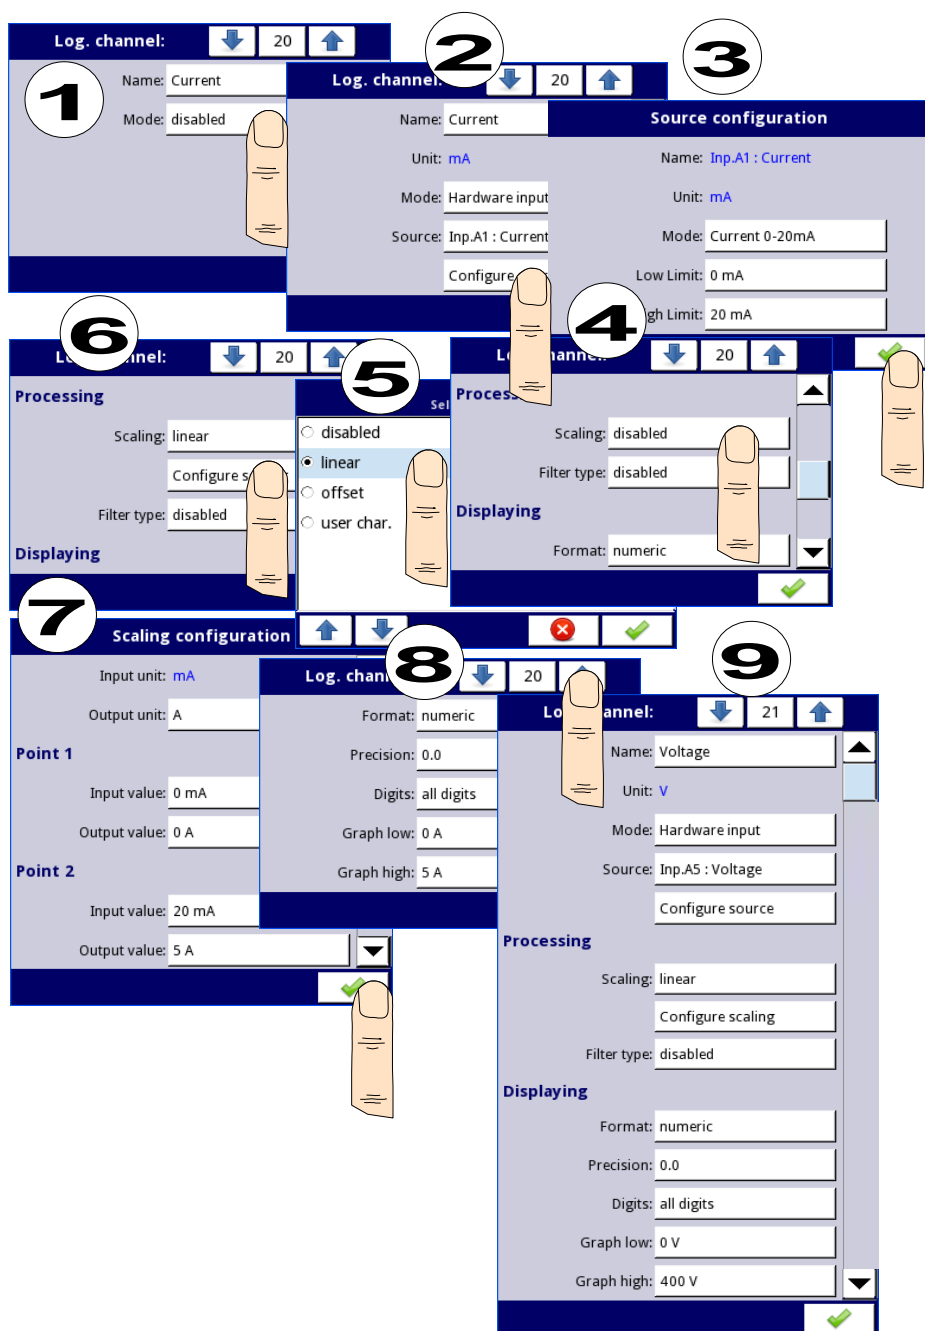 1
Log. channel: 20
Name: Current
Mode: disabled
2
Log. channel: 20
Name: Current
Unit: mA
Mode: Hardware input
Source: Inp.A1 : Current
Configure
3
Source configuration
Name: Inp.A1 : Current
Unit: mA
Mode: Current 0-20mA
Low Limit: 0 mA
gh Limit: 20 mA
4
Lo hannel: 20
Process
Scaling: disabled
Filter type: disabled
Displaying
Format: numeric
5
Sel
disabled
linear
offset
user char.
6
Lo nnel: 20
Processing
Scaling: linear
Configure s
Filter type: disabled
Displaying
7
Scaling configuration
Input unit: mA
Output unit: A
Point 1
Input value: 0 mA
Output value: 0 A
Point 2
Input value: 20 mA
Output value: 5 A
8
Log. chan 20
Format: numeric
Precision: 0.0
Digits: all digits
Graph low: 0 A
Graph high: 5 A
9
Lo annel: 21
Name: Voltage
Unit: V
Mode: Hardware input
Source: Inp.A5 : Voltage
Configure source
Processing
Scaling: linear
Configure scaling
Filter type: disabled
Displaying
Format: numeric
Precision: 0.0
Digits: all digits
Graph low: 0 V
Graph high: 400 V